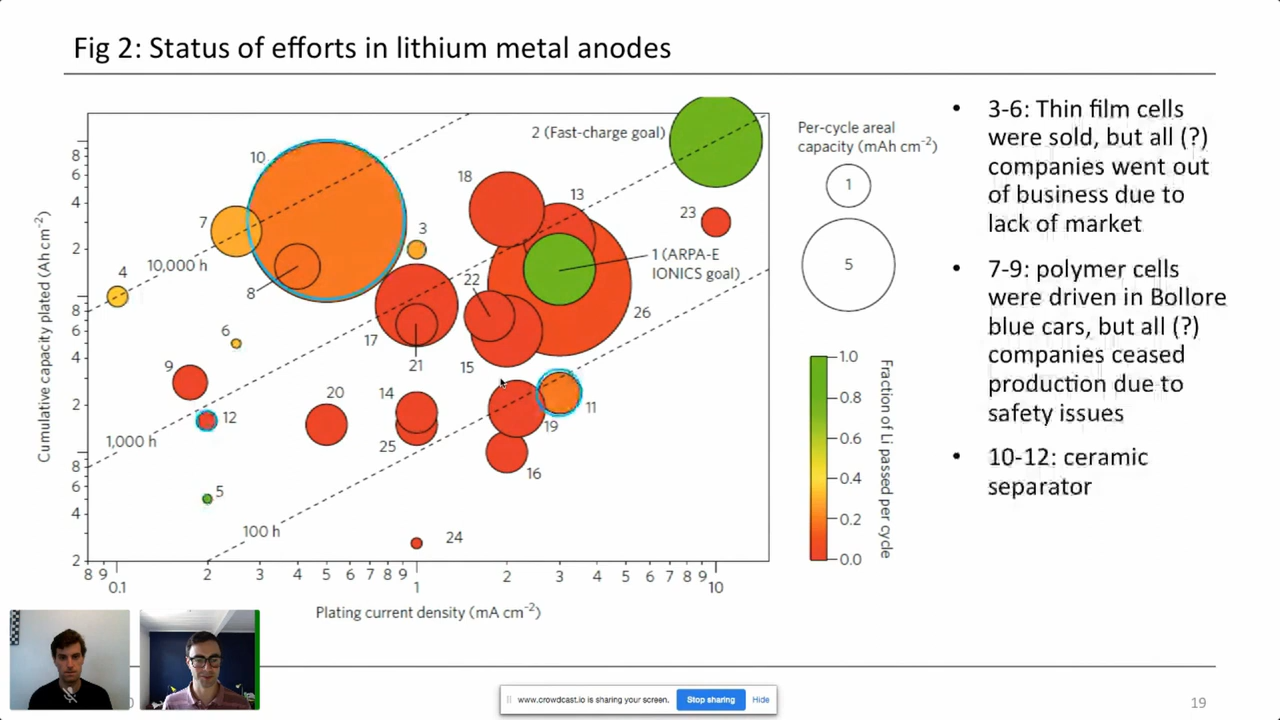 Fig 2: Status of efforts in lithium metal anodes
2 (Fast-charge goal)
10
18
13
23
7
3
1 (ARPA-E
IONICS goal)
10,000 h
4
8
22
26
6
17
21
15
9
20
14
11
12
25
19
1,000 h
16
5
100 h
24
8
6
4
2
8
6
4
2
8
6
4
2
Cumulative capacity plated (Ah cm-2)
8 9 2 3 4 5 6 7 8 9 2 3 4 5 6 7 8 9
0.1 1 10
Plating current density (mA cm-2)
Per-cycle areal
capacity (mAh cm-2)
1
5
1.0
0.8
0.6
0.4
0.2
0.0
Fraction of Li passed per cycle
• 3-6: Thin film cells
were sold, but all (?)
companies went out
of business due to
lack of market
• 7-9: polymer cells
were driven in Bollore
blue cars, but all (?)
companies ceased
production due to
safety issues
• 10-12: ceramic
separator
www.crowdcast.io is sharing your screen.
Stop sharing
Hide
19